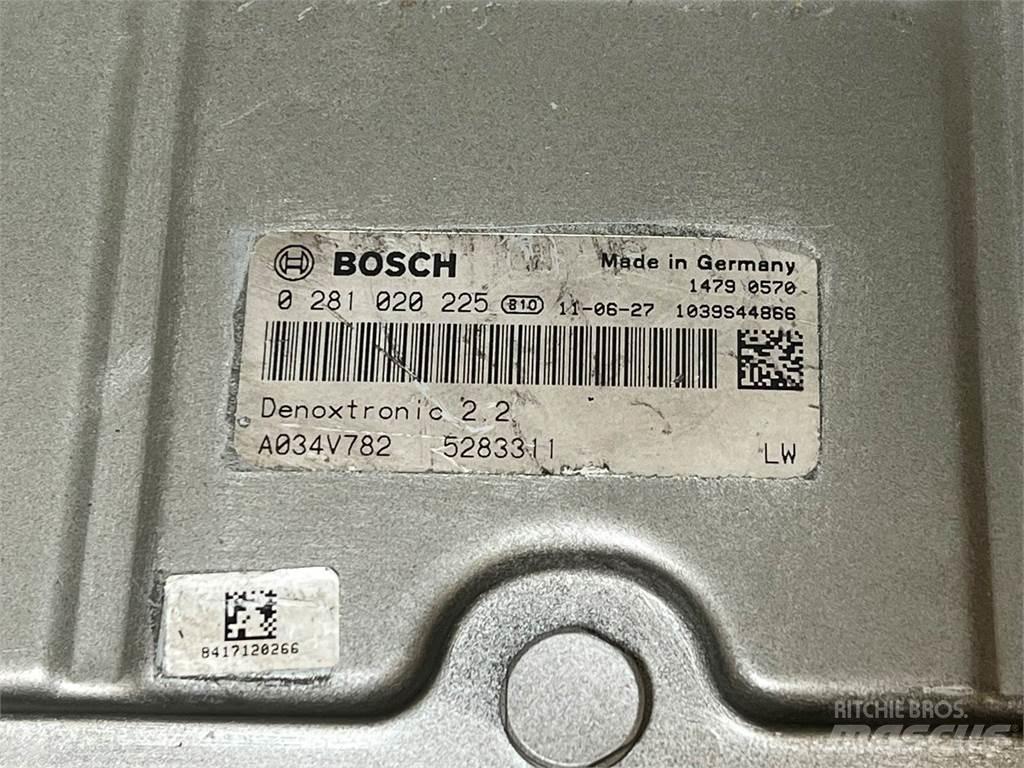 BOSCH Made in Germany
1479 0570
0 281 020 225 810 11-06-27 1039S44866
Denoxtronic 2.2
A034V782 5283311 LW
8417120266
RITCHIE BROS.
mascus